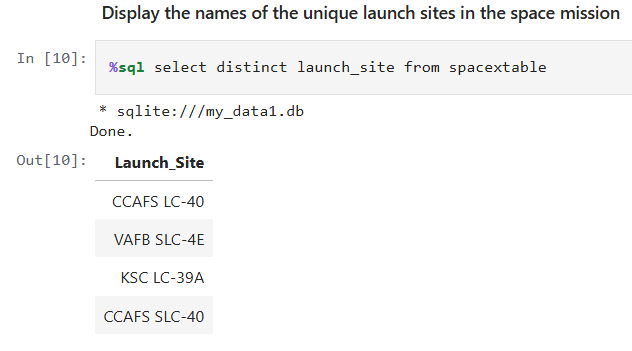 Display the names of the unique launch sites in the space mission
In [10]: %sql select distinct launch_site from spacextable
* sqlite:///my_data1.db
Done.
Out[10]: Launch_Site
CCAFS LC-40
VAFB SLC-4E
KSC LC-39A
CCAFS SLC-40